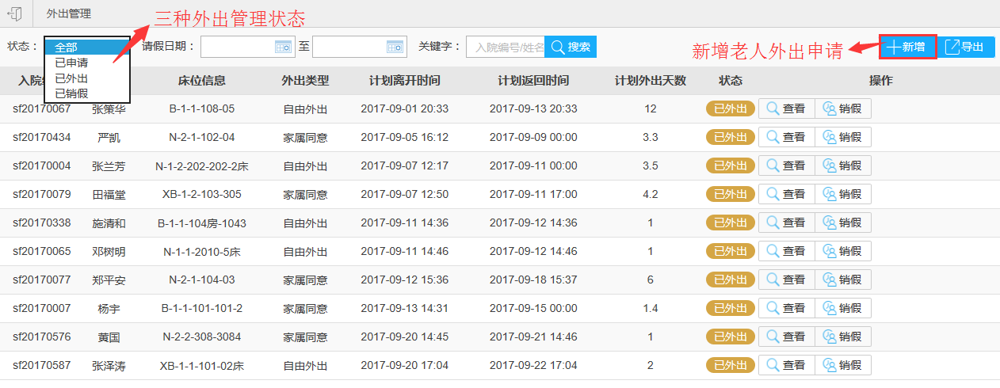 外出管理
三种外出管理状态
状态： 全部 请假日期： 至 关键字： 入院编号/姓名 搜索 新增老人外出申请 新增 导出
已申请
已外出
已销假
入院 床位信息 外出类型 计划离开时间 计划返回时间 计划外出天数 状态 操作
sf20170067 张策华 B-1-1-108-05 自由外出 2017-09-01 20:33 2017-09-13 20:33 12 已外出 查看 销假
sf20170434 严凯 N-2-1-102-04 家属同意 2017-09-05 16:12 2017-09-09 00:00 3.3 已外出 查看 销假
sf20170004 张兰芳 N-1-2-202-202-2床 自由外出 2017-09-07 12:17 2017-09-11 00:00 3.5 已外出 查看 销假
sf20170079 田福堂 XB-1-2-103-305 家属同意 2017-09-07 12:50 2017-09-11 17:00 4.2 已外出 查看 销假
sf20170338 施清和 B-1-1-104房-1043 自由外出 2017-09-11 14:36 2017-09-12 14:36 1 已外出 查看 销假
sf20170065 邓树明 N-1-1-2010-5床 自由外出 2017-09-11 14:46 2017-09-12 14:46 1 已外出 查看 销假
sf20170077 郑平安 N-2-1-104-03 家属同意 2017-09-12 15:36 2017-09-18 15:37 6 已外出 查看 销假
sf20170007 杨宇 B-1-1-101-101-2 家属同意 2017-09-13 14:31 2017-09-15 00:00 1.4 已外出 查看 销假
sf20170576 黄国 N-2-2-308-3084 家属同意 2017-09-20 14:45 2017-09-21 14:46 1 已外出 查看 销假
sf20170587 张泽涛 XB-1-1-101-02床 自由外出 2017-09-20 17:04 2017-09-22 17:04 2 已外出 查看 销假